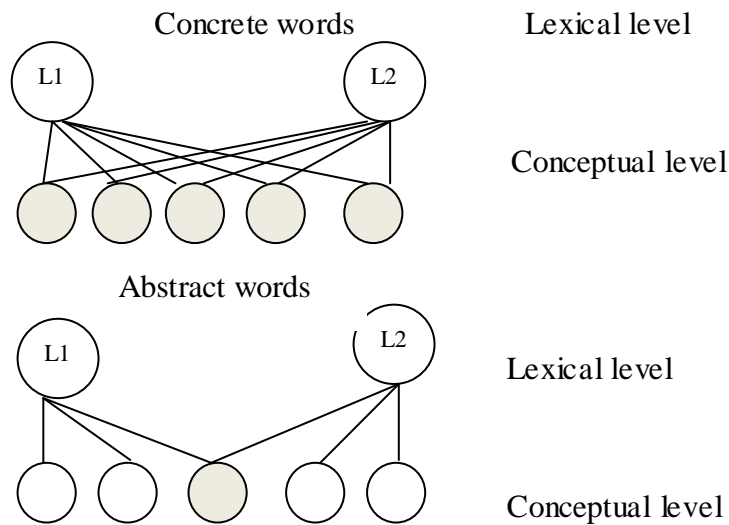 Concrete words Lexical level
L1 L2
Conceptual level
Abstract words
L1 L2
Lexical level
Conceptual level